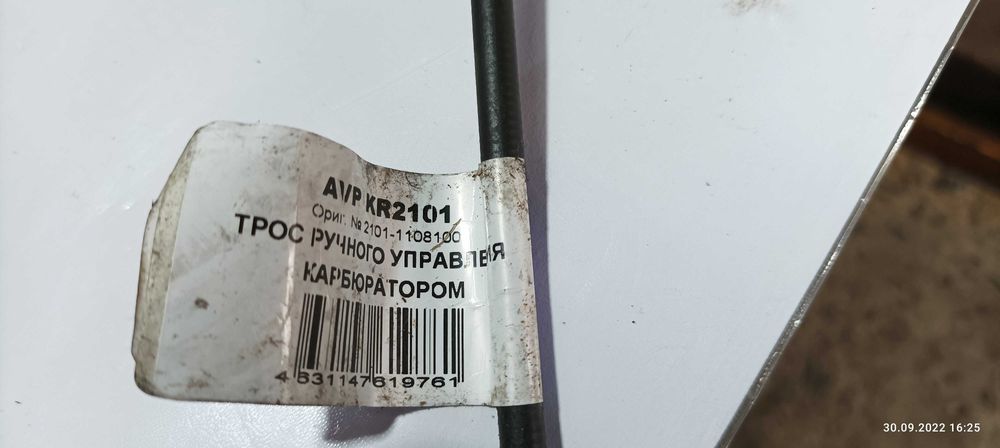 AVP KR2101
Ориг. № 2101-1108100
ТРОС РУЧНОГО УПРАВЛЕНИЯ
КАРБЮРАТОРОМ
4 631147 619761
30.09.2022 16:25